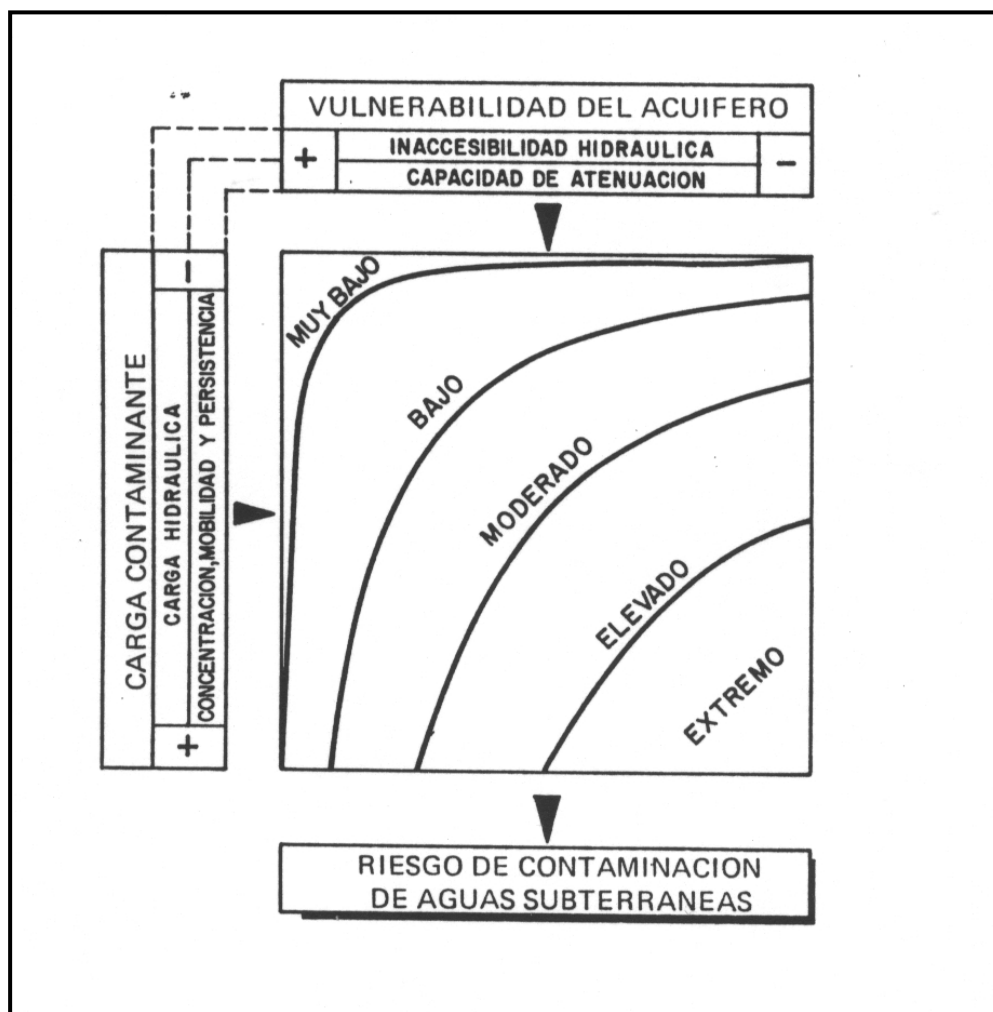 VULNERABILIDAD DEL ACUIFERO
+
INACCESIBILIDAD HIDRAULICA
-
CAPACIDAD DE ATENUACION
CARGA CONTAMINANTE
-
CARGA HIDRAULICA
CONCENTRACION, MOBILIDAD Y PERSISTENCIA
+
MUY BAJO
BAJO
MODERADO
ELEVADO
EXTREMO
RIESGO DE CONTAMINACION
DE AGUAS SUBTERRANEAS